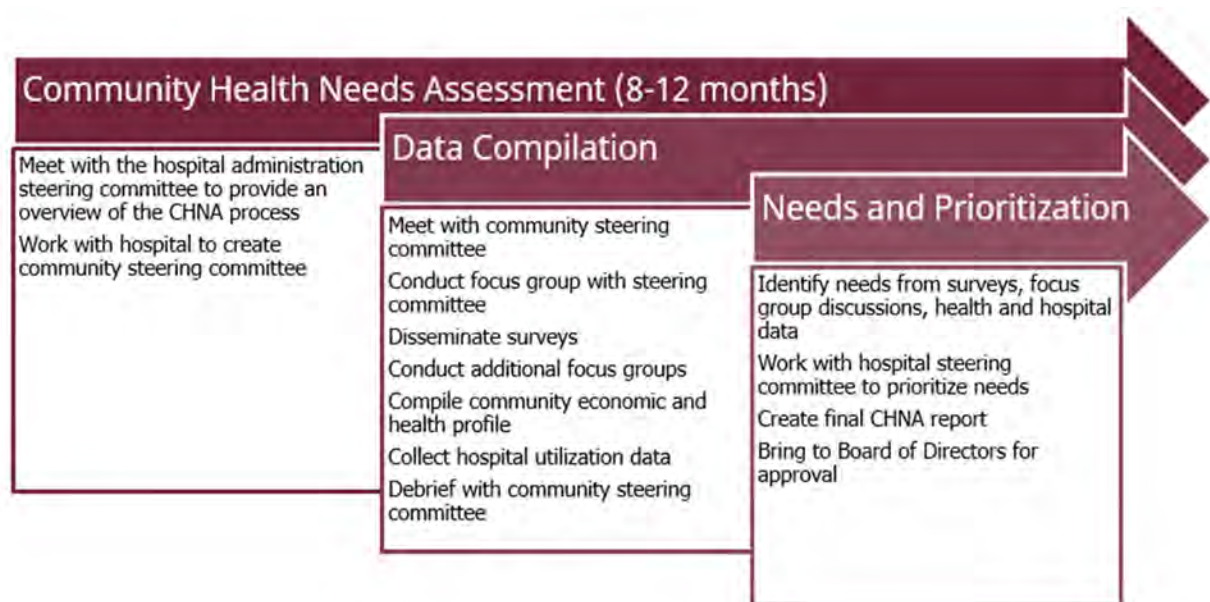 Community Health Needs Assessment (8-12 months)
Meet with the hospital administration
steering committee to provide an
overview of the CHNA process
Work with hospital to create
community steering committee
Data Compilation
Meet with community steering
committee
Conduct focus group with steering
committee
Disseminate surveys
Conduct additional focus groups
Compile community economic and
health profile
Collect hospital utilization data
Debrief with community steering
committee
Needs and Prioritization
Identify needs from surveys, focus
group discussions, health and hospital
data
Work with hospital steering
committee to prioritize needs
Create final CHNA report
Bring to Board of Directors for
approval